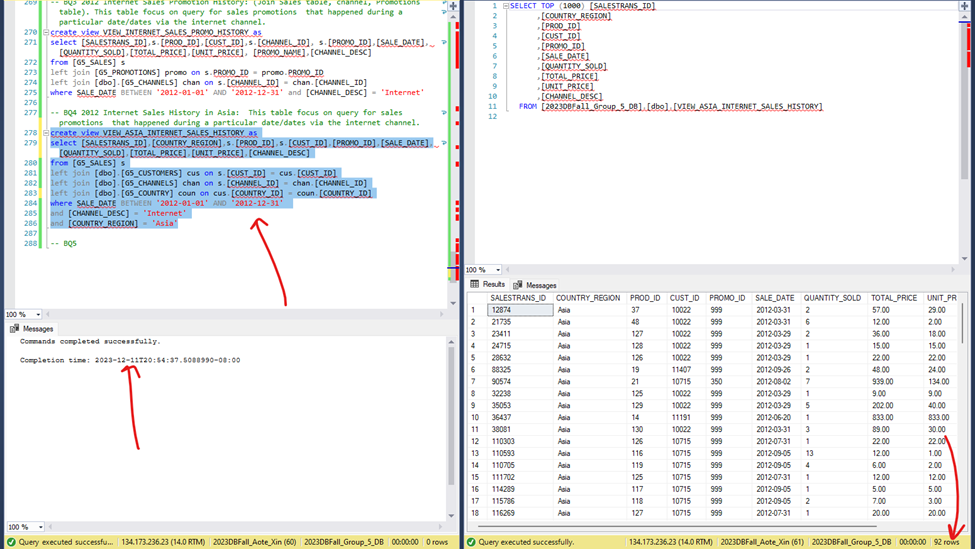 269
-- BQ3 2012 Internet Sales Promotion History: (Join Sales table, channel, Promotions
table). This table focus on query for sales promotions  that happened during a
particular date/dates via the internet channel.
270 create view VIEW_INTERNET_SALES_PROMO_HISTORY as
271 select [SALESTRANS_ID],s.[PROD_ID],[CUST_ID],s.[CHANNEL_ID], s.[PROMO_ID],[SALE_DATE],
[QUANTITY_SOLD],[TOTAL_PRICE],[UNIT_PRICE], [PROMO_NAME],[CHANNEL_DESC]
272 from [G5_SALES] s
273 left join [G5_PROMOTIONS] promo on s.PROMO_ID = promo.PROMO_ID
274 left join [dbo].[G5_CHANNELS] chan on s.[CHANNEL_ID] = chan.[CHANNEL_ID]
275 where SALE_DATE BETWEEN '2012-01-01' AND '2012-12-31' and [CHANNEL_DESC] = 'Internet'
276
277 -- BQ4 2012 Internet Sales History in Asia:  This table focus on query for sales
promotions  that happened during a particular date/dates via the internet channel.
278 create view VIEW_ASIA_INTERNET_SALES_HISTORY as
279 select [SALESTRANS_ID],[COUNTRY_REGION],s.[PROD_ID],s.[CUST_ID],[PROMO_ID],[SALE_DATE],
[QUANTITY_SOLD],[TOTAL_PRICE],[UNIT_PRICE],[CHANNEL_DESC]
280 from [G5_SALES] s
281 left join [dbo].[G5_CUSTOMERS] cus on s.[CUST_ID] = cus.[CUST_ID]
282 left join [dbo].[G5_CHANNELS] chan on s.[CHANNEL_ID] = chan.[CHANNEL_ID]
283 left join [dbo].[G5_COUNTRY] coun on cus.[COUNTRY_ID] = coun.[COUNTRY_ID]
284 where SALE_DATE BETWEEN '2012-01-01' AND '2012-12-31'
285 and [CHANNEL_DESC] = 'Internet'
286 and [COUNTRY_REGION] = 'Asia'
287
288 -- BQ5
100 %
Messages
Commands completed successfully.
Completion time: 2023-12-11T20:54:37.5088990-08:00
100 %
Query executed successfu... 134.173.236.23 (14.0 RTM) 2023DBFall_Aote_Xin (60) 2023DBFall_Group_5_DB 00:00:00 0 rows
1 SELECT TOP (1000) [SALESTRANS_ID]
2 ,[COUNTRY_REGION]
3 ,[PROD_ID]
4 ,[CUST_ID]
5 ,[PROMO_ID]
6 ,[SALE_DATE]
7 ,[QUANTITY_SOLD]
8 ,[TOTAL_PRICE]
9 ,[UNIT_PRICE]
10 ,[CHANNEL_DESC]
11 FROM [2023DBFall_Group_5_DB].[dbo].[VIEW_ASIA_INTERNET_SALES_HISTORY]
12
100 %
Results Messages
SALESTRANS_ID COUNTRY_REGION PROD_ID CUST_ID PROMO_ID SALE_DATE QUANTITY_SOLD TOTAL_PRICE UNIT_PR
1 12874 Asia 37 10022 999 2012-03-31 2 57.00 29.00
2 21735 Asia 48 10022 999 2012-03-31 6 12.00 2.00
3 23411 Asia 127 10022 999 2012-03-29 2 36.00 18.00
4 24715 Asia 128 10022 999 2012-03-31 1 15.00 15.00
5 28632 Asia 126 10022 999 2012-03-31 1 22.00 22.00
6 88325 Asia 19 11407 999 2012-09-26 2 48.00 24.00
7 90574 Asia 21 10715 350 2012-08-02 7 939.00 134.00
8 32238 Asia 125 10022 999 2012-03-29 1 9.00 9.00
9 35053 Asia 129 10022 999 2012-03-29 5 202.00 40.00
10 36437 Asia 14 11191 999 2012-06-20 1 833.00 833.00
11 38081 Asia 130 10022 999 2012-03-31 3 89.00 30.00
12 110303 Asia 126 10715 999 2012-07-31 1 22.00 22.00
13 110593 Asia 116 10715 999 2012-09-05 13 12.00 1.00
14 110705 Asia 119 10715 999 2012-09-05 4 6.00 2.00
15 111702 Asia 125 10715 999 2012-07-31 1 12.00 12.00
16 114289 Asia 117 10715 999 2012-09-05 1 5.00 5.00
17 115786 Asia 118 10715 999 2012-09-05 2 7.00 3.00
18 116269 Asia 127 10715 999 2012-07-31 1 20.00 20.00
Query executed successfully. 134.173.236.23 (14.0 RTM) 2023DBFall_Aote_Xin (61) 2023DBFall_Group_5_DB 00:00:00 92 rows